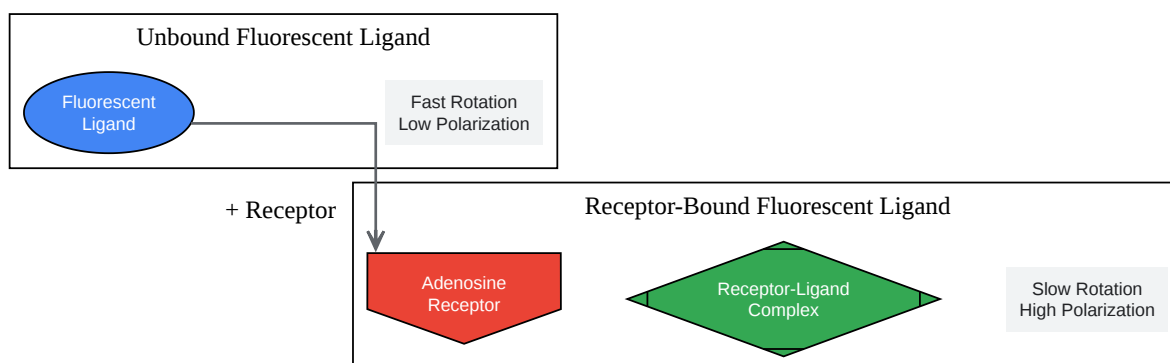 Unbound Fluorescent Ligand
Fluorescent
Ligand
Fast Rotation
Low Polarization
+ Receptor
Receptor-Bound Fluorescent Ligand
Adenosine
Receptor
Receptor-Ligand
Complex
Slow Rotation
High Polarization